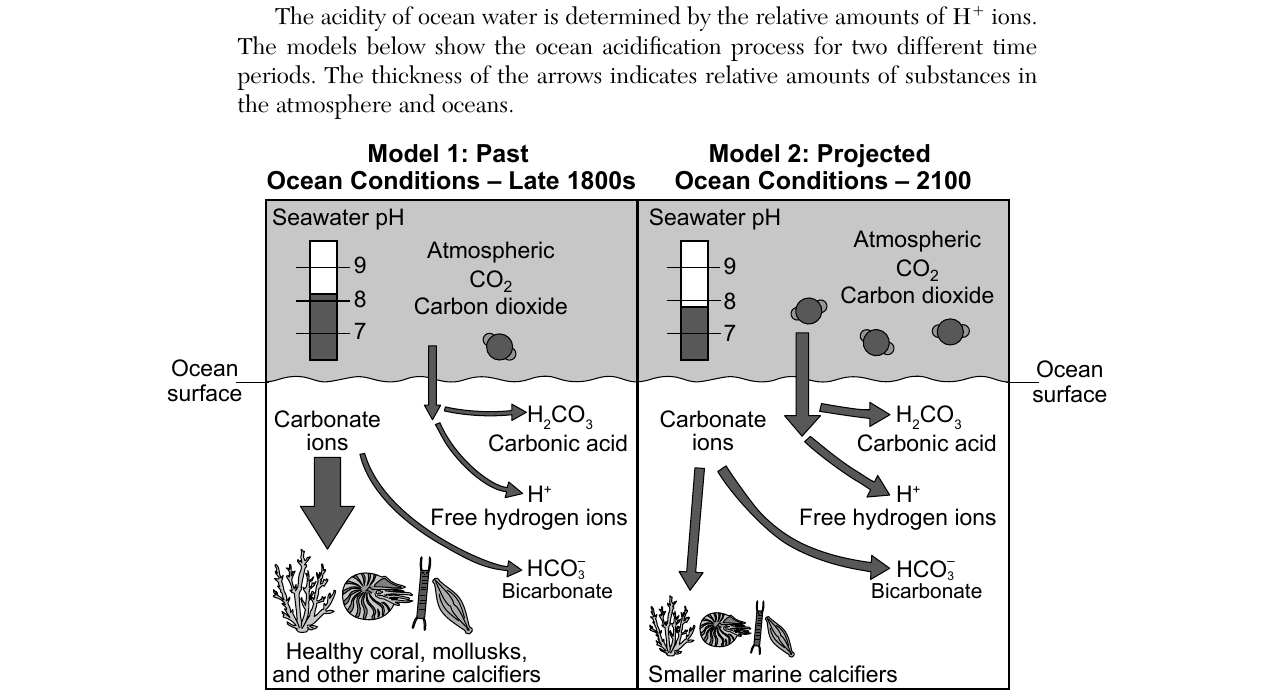 The acidity of ocean water is determined by the relative amounts of H⁺ ions.
The models below show the ocean acidification process for two different time
periods. The thickness of the arrows indicates relative amounts of substances in
the atmosphere and oceans.
Model 1: Past
Ocean Conditions – Late 1800s
Seawater pH
9
8
7
Atmospheric
CO₂
Carbon dioxide
Ocean
surface
Carbonate
ions
H₂CO₃
Carbonic acid
H⁺
Free hydrogen ions
HCO₃⁻
Bicarbonate
Healthy coral, mollusks,
and other marine calcifiers
Model 2: Projected
Ocean Conditions – 2100
Seawater pH
9
8
7
Atmospheric
CO₂
Carbon dioxide
Ocean
surface
Carbonate
ions
H₂CO₃
Carbonic acid
H⁺
Free hydrogen ions
HCO₃⁻
Bicarbonate
Smaller marine calcifiers